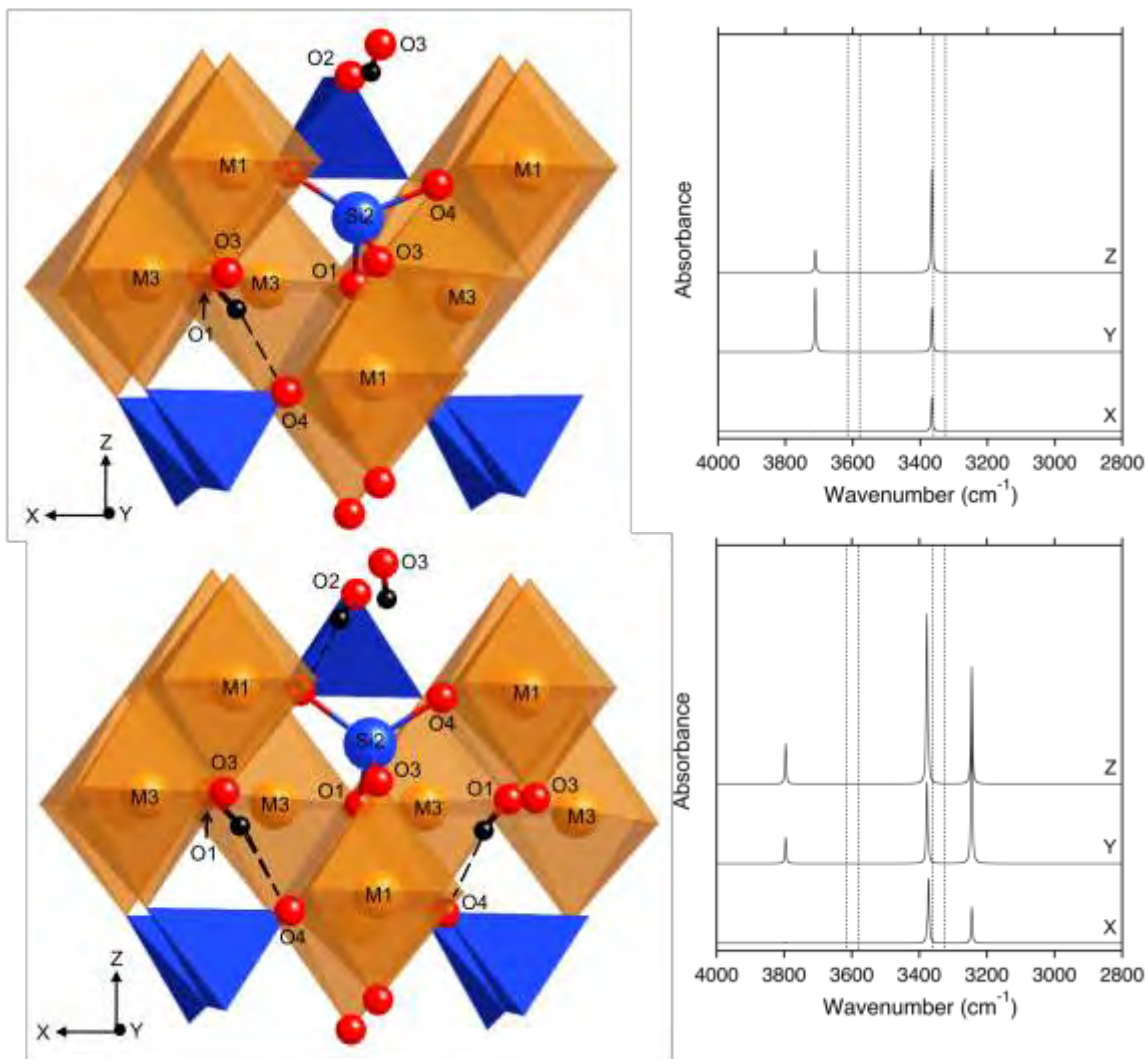 O3
O2
M1
M1
Si2
O4
O3
O3
M3
M3
O1
M3
O1
M1
O4
Z
X
Y
Absorbance
Z
Y
X
4000 3800 3600 3400 3200 3000 2800
Wavenumber (cm⁻¹)
O3
O2
M1
M1
O4
Si2
O3
O3
M3
M3
O1
M3
O1
O3
M3
O1
M1
O4
O4
Z
X
Y
Absorbance
Z
Y
X
4000 3800 3600 3400 3200 3000 2800
Wavenumber (cm⁻¹)